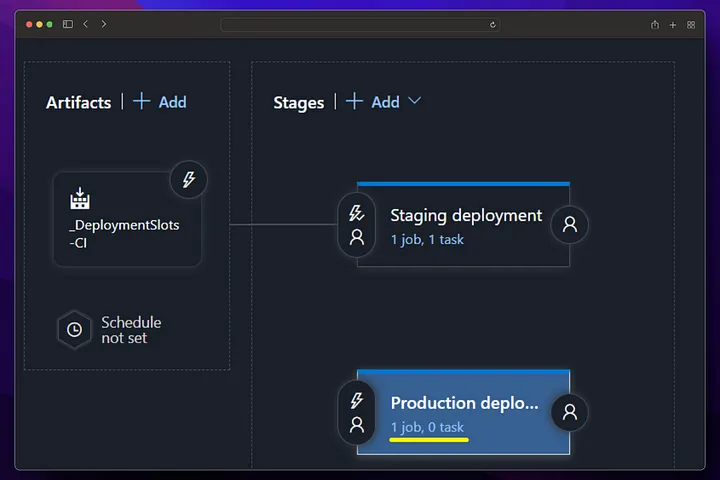 Artifacts | + Add
Stages | + Add
_DeploymentSlots
-CI
Schedule
not set
Staging deployment
1 job, 1 task
Production deplo...
1 job, 0 task